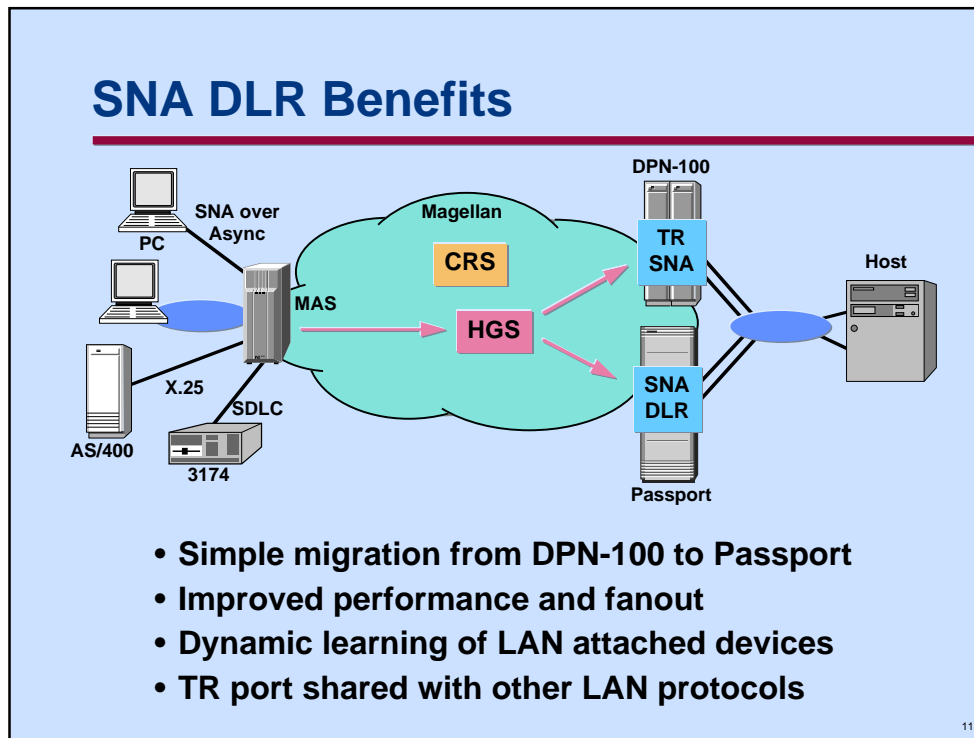 SNA DLR Benefits
DPN-100
SNA over
Async
PC
Magellan
CRS
TR
SNA
Host
MAS
HGS
X.25
SDLC
SNA
DLR
AS/400
3174
Passport
• Simple migration from DPN-100 to Passport
• Improved performance and fanout
• Dynamic learning of LAN attached devices
• TR port shared with other LAN protocols
11